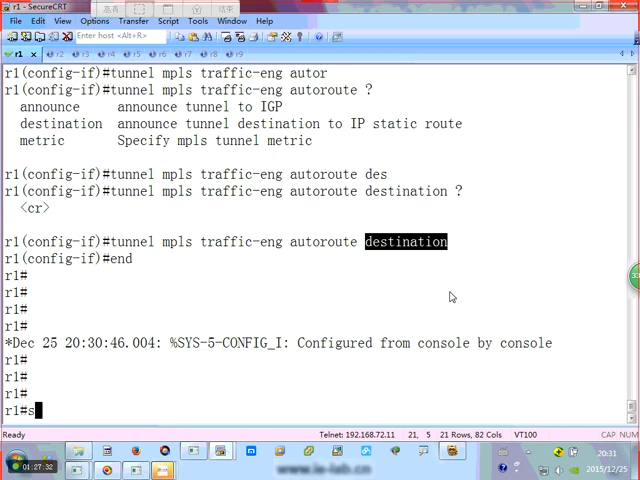 r1 - SecureCRT
File Edit View Options Transfer Script Tools Window Help
Enter host <Alt+R>
r1 r2 r3 r4 r5 r6 r7 r8 r9
r1(config-if)#tunnel mpls traffic-eng autor
r1(config-if)#tunnel mpls traffic-eng autoroute ?
announce announce tunnel to IGP
destination announce tunnel destination to IP static route
metric Specify mpls tunnel metric
r1(config-if)#tunnel mpls traffic-eng autoroute des
r1(config-if)#tunnel mpls traffic-eng autoroute destination ?
<cr>
r1(config-if)#tunnel mpls traffic-eng autoroute destination
r1(config-if)#end
r1#
r1#
r1#
r1#
*Dec 25 20:30:46.004: %SYS-5-CONFIG_I: Configured from console by console
r1#
r1#
r1#
r1#s
Ready Telnet: 192.168.72.11 21, 5 21 Rows, 82 Cols VT100 CAP NUM
01:27:32
www.ie-lab.cn
20:31
2015/12/25